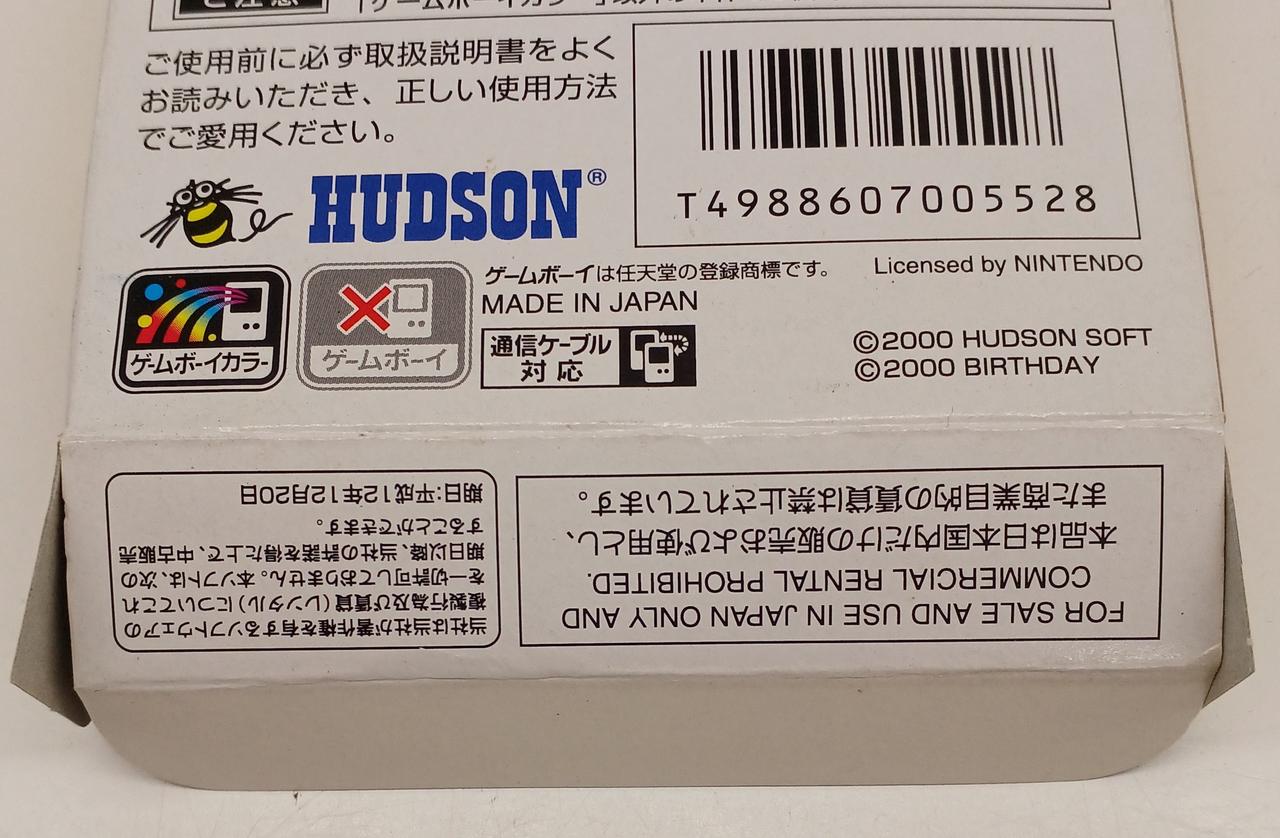 ご注意
ご使用前に必ず取扱説明書をよく
お読みいただき、正しい使用方法
でご愛用ください。
HUDSON®
T4988607005528
ゲームボーイカラー
ゲームボーイ
ゲームボーイは任天堂の登録商標です。
Licensed by NINTENDO
MADE IN JAPAN
通信ケーブル
対応
©2000 HUDSON SOFT
©2000 BIRTHDAY
当社は当社が著作権を有するソフトウェアの
複製行為及び賃貸(レンタル)についてこれ
を一切許可しておりません。本ソフトは、次の
期日以降、当社の許諾を得た上で、中古販売
することができます。
期日:平成12年12月20日
FOR SALE AND USE IN JAPAN ONLY AND
COMMERCIAL RENTAL PROHIBITED.
本品は日本国内だけの販売および使用とし、
また商業目的の賃貸は禁止されています。